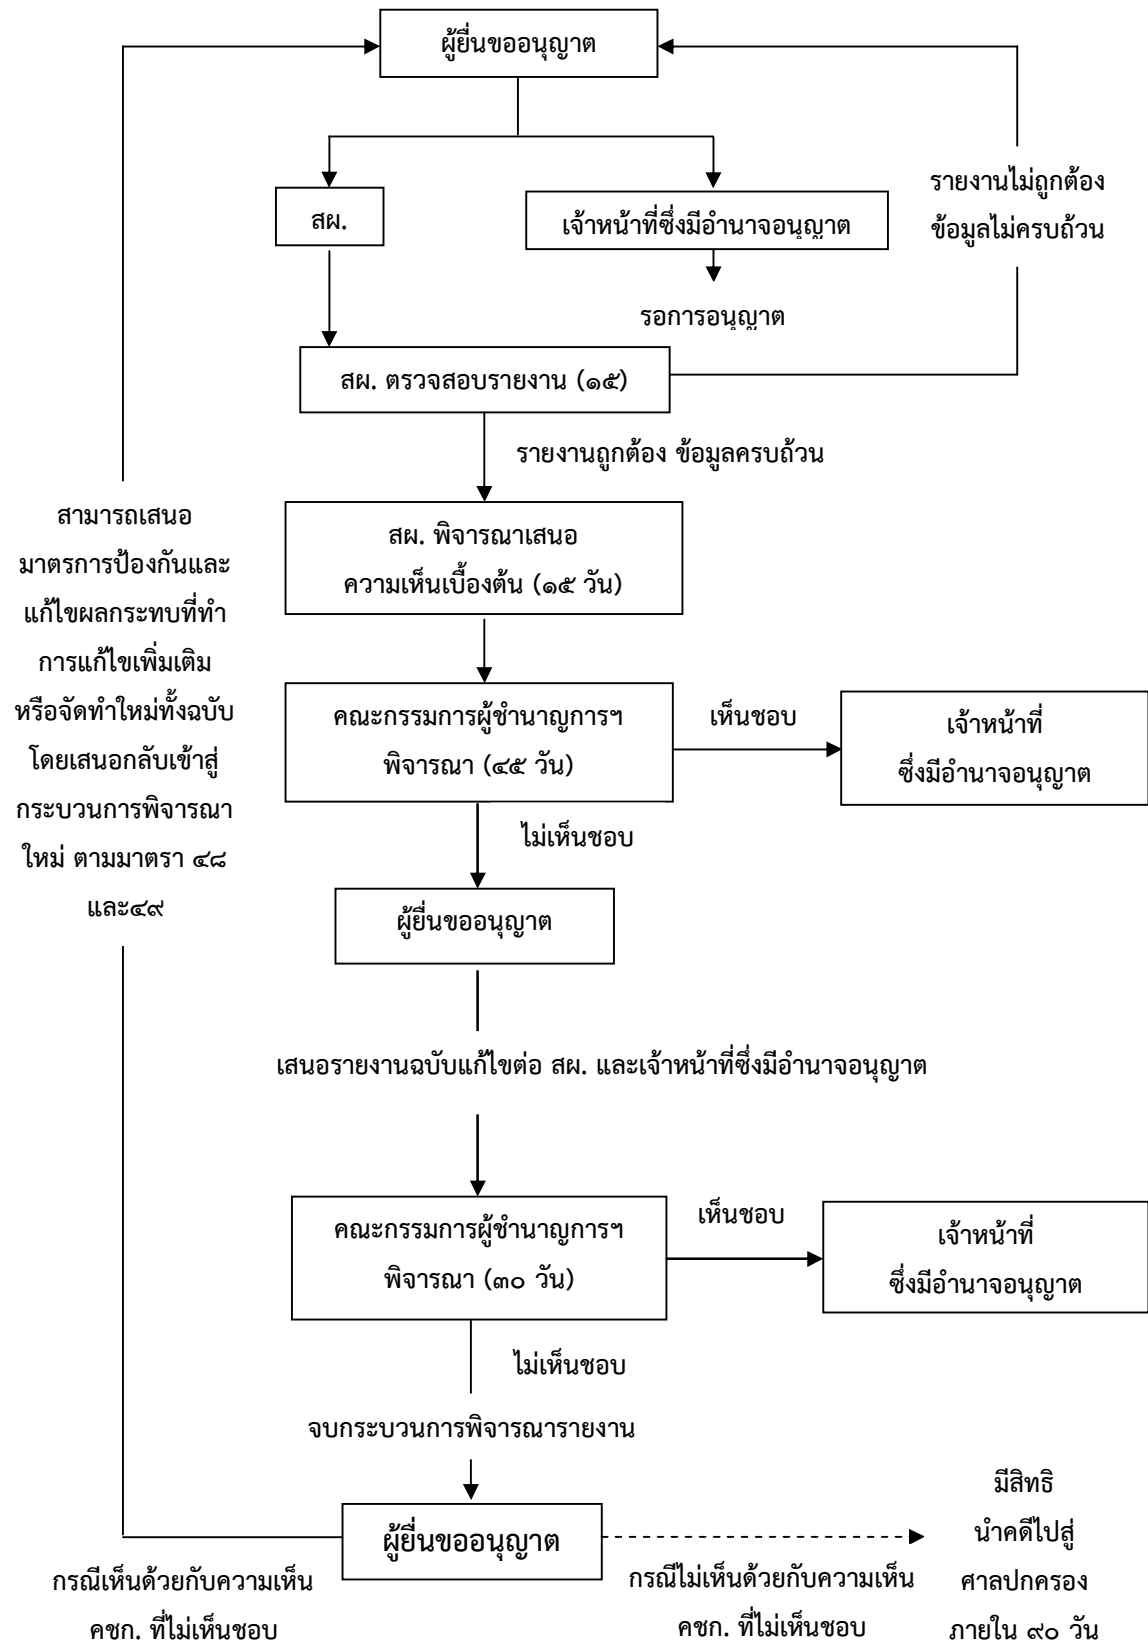 ผู้ยื่นขออนุญาต
สผ.
เจ้าหน้าที่ซึ่งมีอำนาจอนุญาต
รายงานไม่ถูกต้อง
ข้อมูลไม่ครบถ้วน
รอการอนุญาต
สผ. ตรวจสอบรายงาน (๑๕)
รายงานถูกต้อง ข้อมูลครบถ้วน
สผ. พิจารณาเสนอ
ความเห็นเบื้องต้น (๑๕ วัน)
สามารถเสนอ
มาตรการป้องกันและ
แก้ไขผลกระทบที่ทำ
การแก้ไขเพิ่มเติม
หรือจัดทำใหม่ทั้งฉบับ
โดยเสนอกลับเข้าสู่
กระบวนการพิจารณา
ใหม่ ตามมาตรา ๔๘
และ๔๙
คณะกรรมการผู้ชำนาญการฯ
พิจารณา (๔๕ วัน)
เห็นชอบ
เจ้าหน้าที่
ซึ่งมีอำนาจอนุญาต
ไม่เห็นชอบ
ผู้ยื่นขออนุญาต
เสนอรายงานฉบับแก้ไขต่อ สผ. และเจ้าหน้าที่ซึ่งมีอำนาจอนุญาต
คณะกรรมการผู้ชำนาญการฯ
พิจารณา (๓๐ วัน)
เห็นชอบ
เจ้าหน้าที่
ซึ่งมีอำนาจอนุญาต
ไม่เห็นชอบ
จบกระบวนการพิจารณารายงาน
ผู้ยื่นขออนุญาต
กรณีเห็นด้วยกับความเห็น
คชก. ที่ไม่เห็นชอบ
กรณีไม่เห็นด้วยกับความเห็น
คชก. ที่ไม่เห็นชอบ
มีสิทธิ
นำคดีไปสู่
ศาลปกครอง
ภายใน ๙๐ วัน